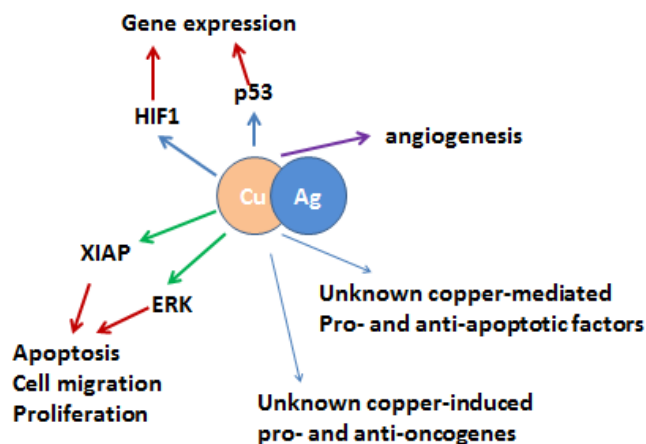 Gene expression
p53
HIF1
angiogenesis
Cu
Ag
XIAP
ERK
Unknown copper-mediated
Pro- and anti-apoptotic factors
Apoptosis
Cell migration
Proliferation
Unknown copper-induced
pro- and anti-oncogenes